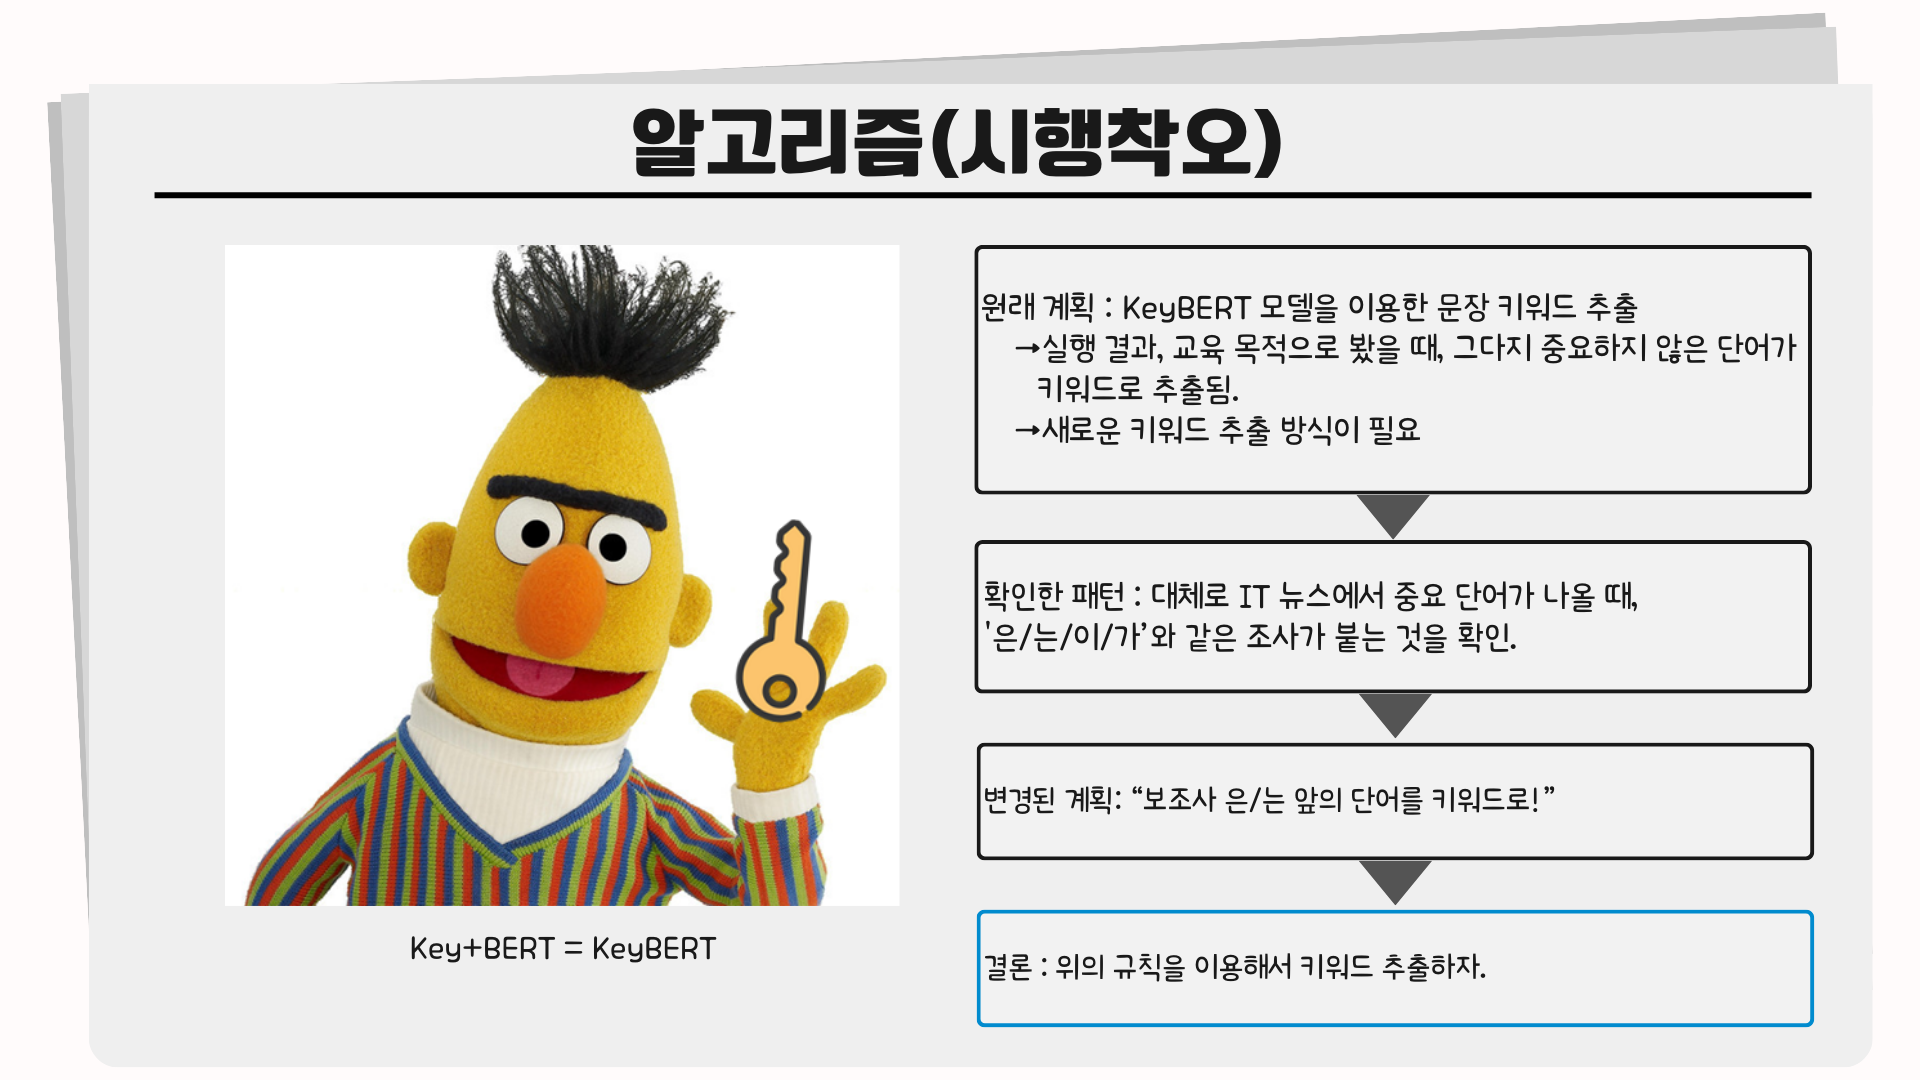 알고리즘(시행착오)
원래 계획 : KeyBERT 모델을 이용한 문장 키워드 추출
→실행 결과, 교육 목적으로 봤을 때, 그다지 중요하지 않은 단어가
키워드로 추출됨.
→새로운 키워드 추출 방식이 필요
확인한 패턴 : 대체로 IT 뉴스에서 중요 단어가 나올 때,
'은/는/이/가’와 같은 조사가 붙는 것을 확인.
변경된 계획: “보조사 은/는 앞의 단어를 키워드로!”
결론 : 위의 규칙을 이용해서 키워드 추출하자.
Key+BERT = KeyBERT